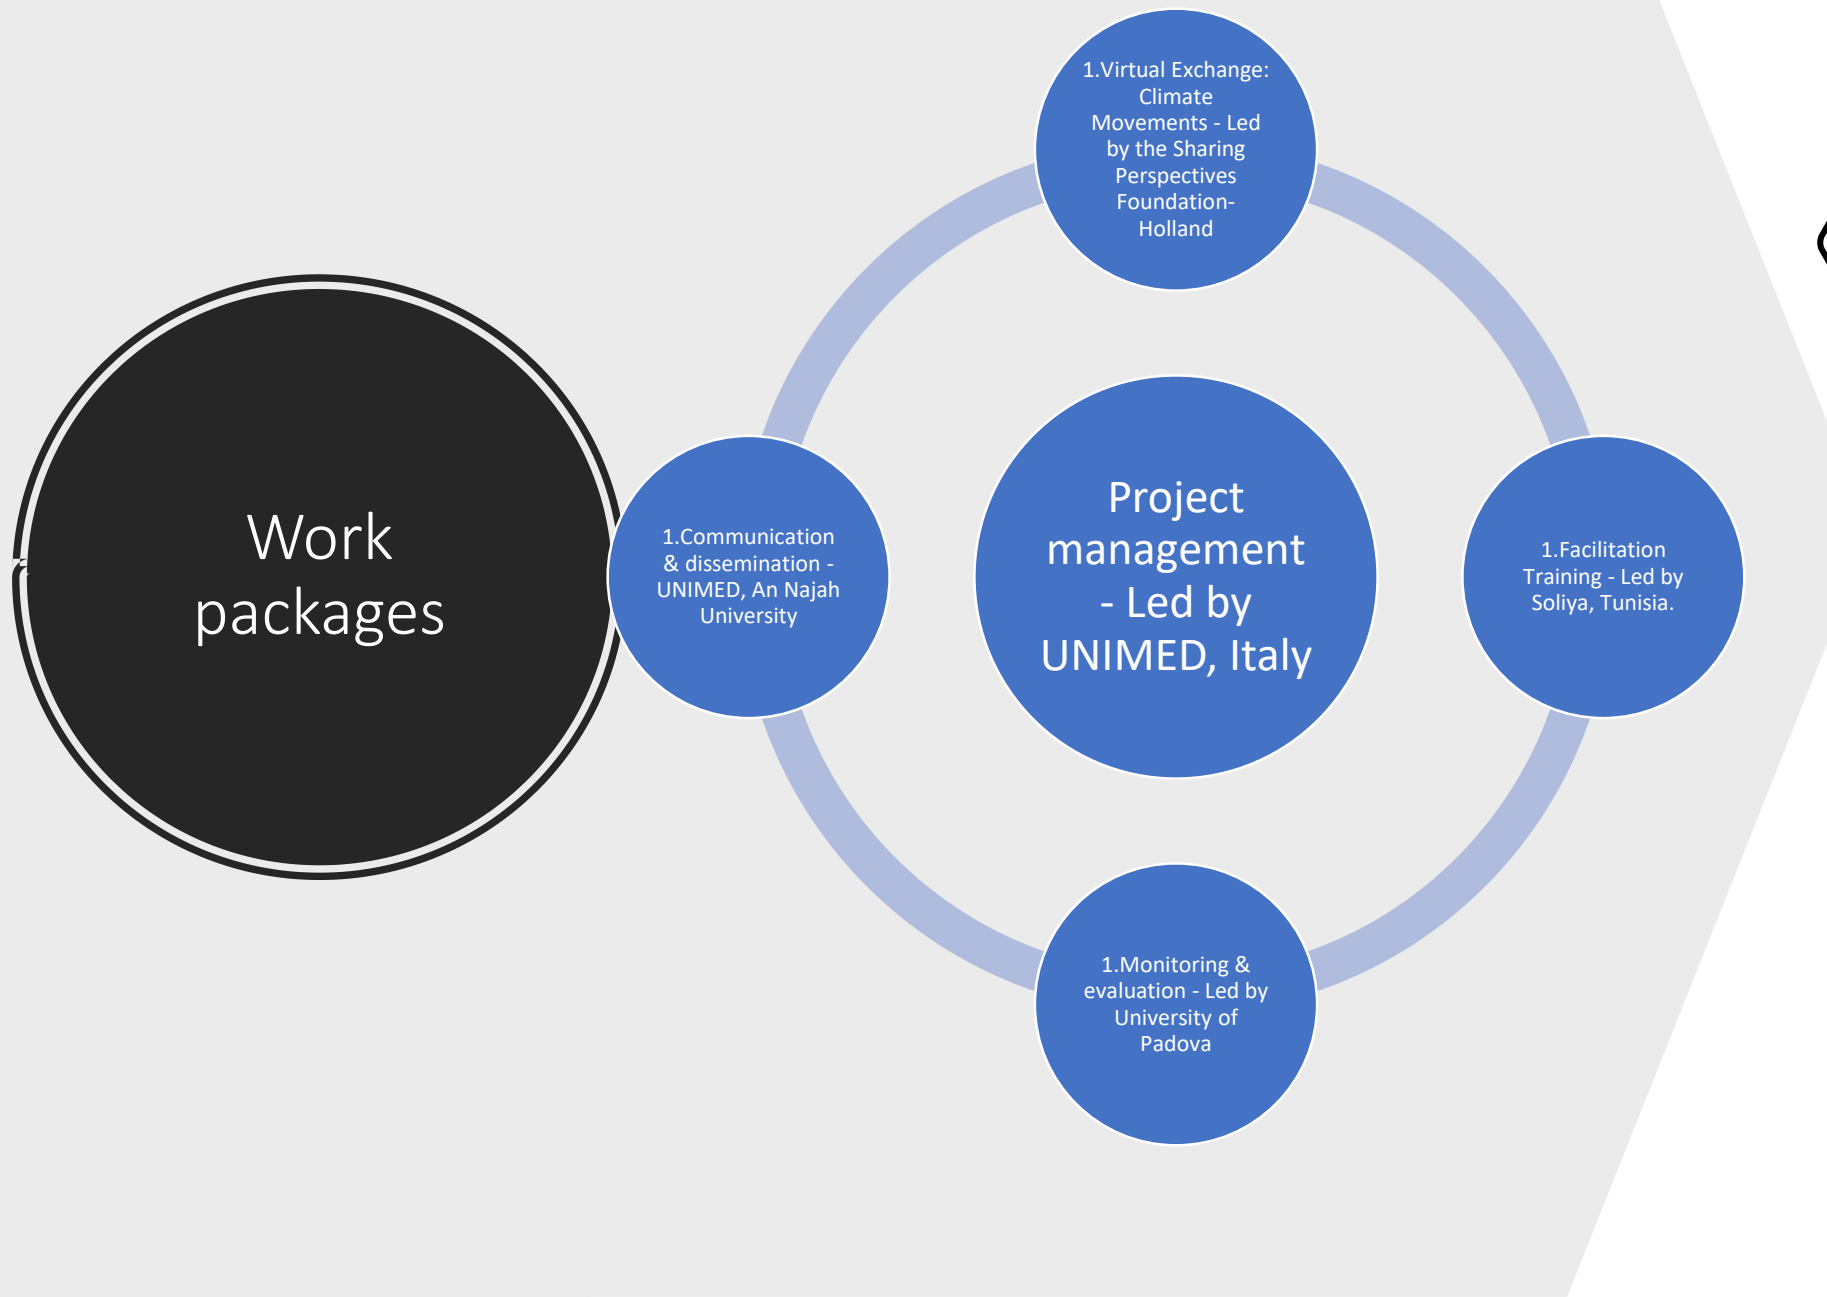 Work
packages
1.Virtual Exchange:
Climate
Movements - Led
by the Sharing
Perspectives
Foundation-
Holland
1.Communication
& dissemination -
UNIMED, An Najah
University
Project
management
- Led by
UNIMED, Italy
1.Facilitation
Training - Led by
Soliya, Tunisia.
1.Monitoring &
evaluation - Led by
University of
Padova